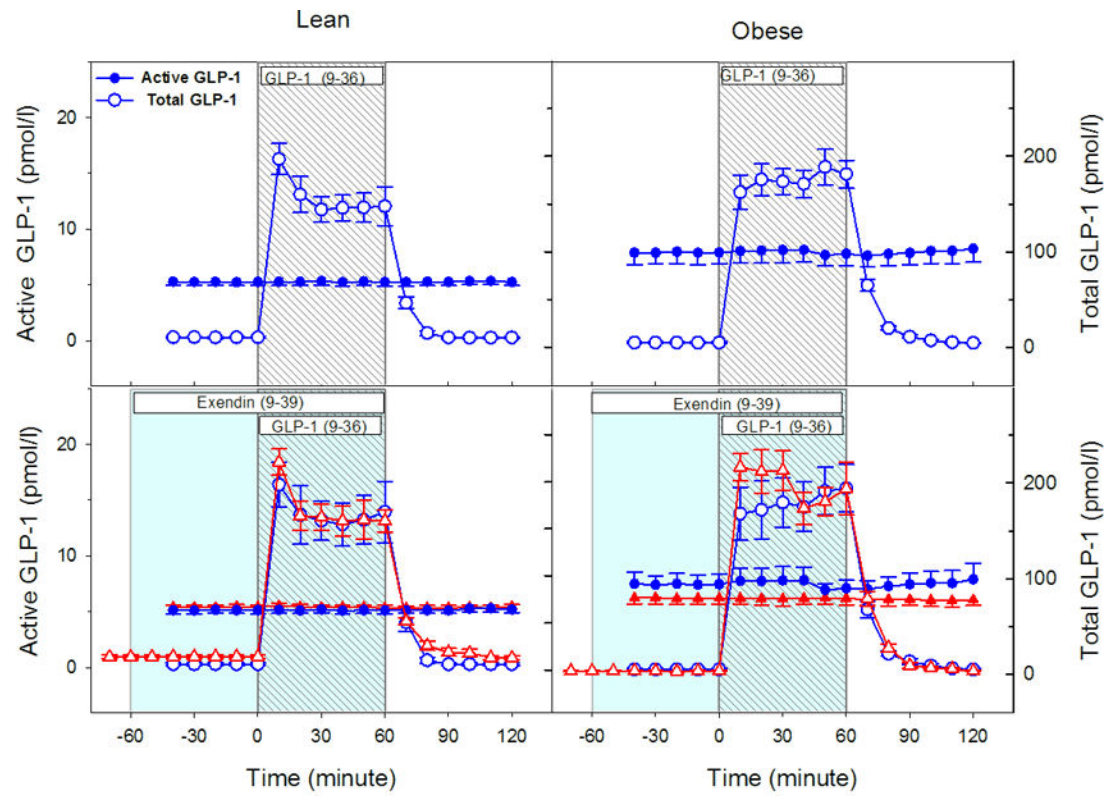 Lean
Obese
Active GLP-1
Total GLP-1
GLP-1 (9-36)
GLP-1 (9-36)
Active GLP-1 (pmol/l)
20
10
0
200
100
0
Total GLP-1 (pmol/l)
Exendin (9-39)
GLP-1 (9-36)
Exendin (9-39)
GLP-1 (9-36)
Active GLP-1 (pmol/l)
20
10
0
200
100
0
Total GLP-1 (pmol/l)
-60 -30 0 30 60 90 120
-60 -30 0 30 60 90 120
Time (minute)
Time (minute)